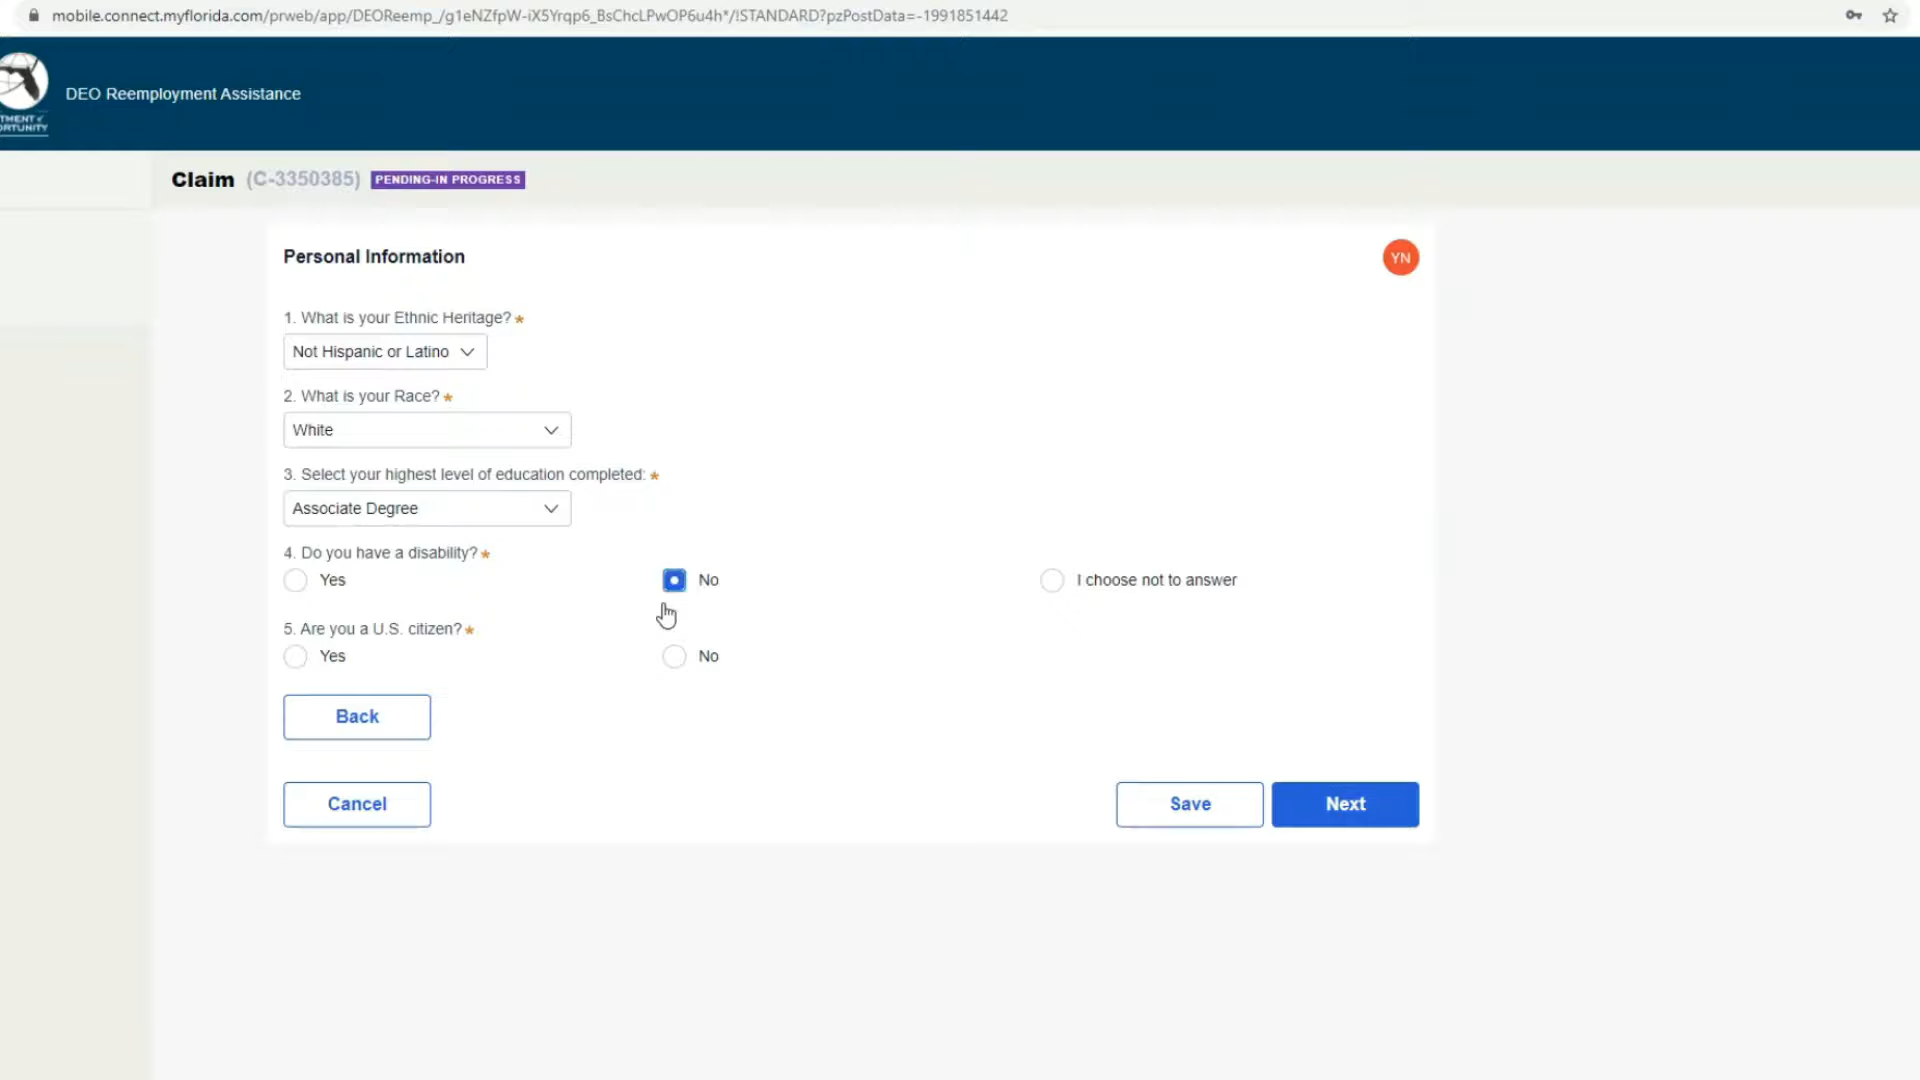 mobile.connect.myflorida.com/prweb/app/DEOReemp_/g1eNZfpW-iX5Yrqp6_BsChcLPwOP6u4h*/!STANDARD?pzPostData=-1991851442
TMENT of
ORTUNITY
DEO Reemployment Assistance
Claim (C-3350385) PENDING-IN PROGRESS
Personal Information
YN
1. What is your Ethnic Heritage? *
Not Hispanic or Latino
2. What is your Race? *
White
3. Select your highest level of education completed: *
Associate Degree
4. Do you have a disability? *
Yes No I choose not to answer
5. Are you a U.S. citizen? *
Yes No
Back
Cancel Save Next